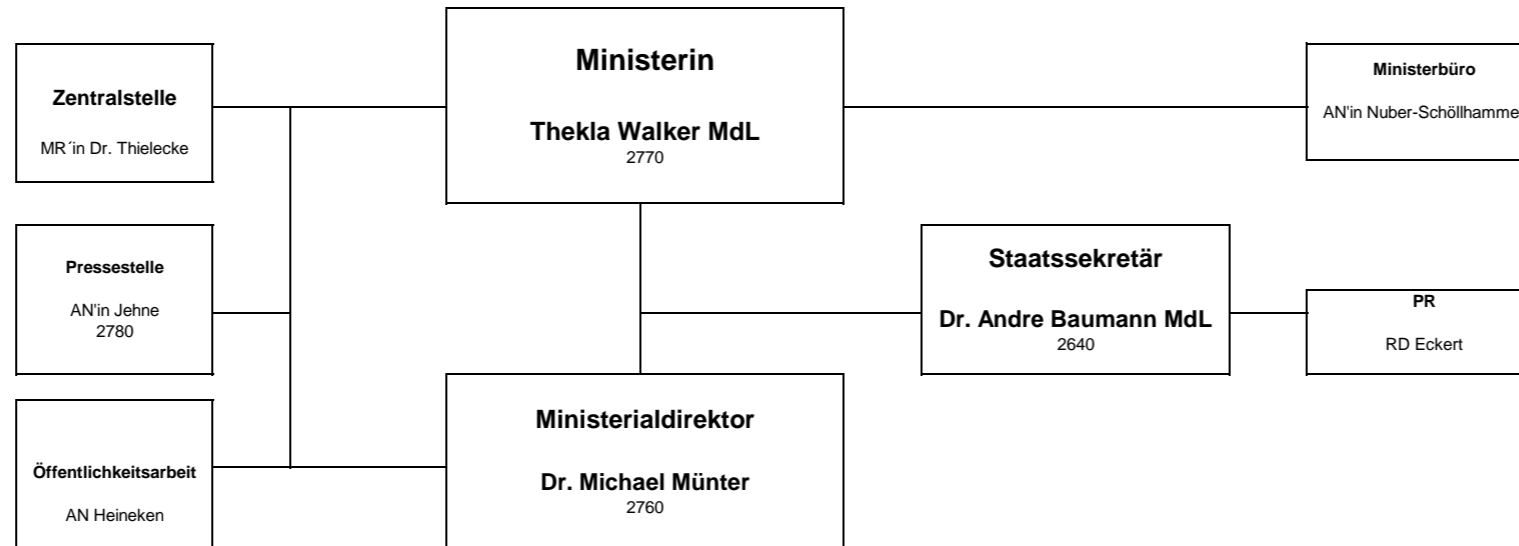 Zentralstelle
MR´in Dr. Thielecke
Pressestelle
AN'in Jehne
2780
Öffentlichkeitsarbeit
AN Heineken
Ministerin
Thekla Walker MdL
2770
Ministerialdirektor
Dr. Michael Münter
2760
Staatssekretär
Dr. Andre Baumann MdL
2640
Ministerbüro
AN'in Nuber-Schöllhamme
PR
RD Eckert